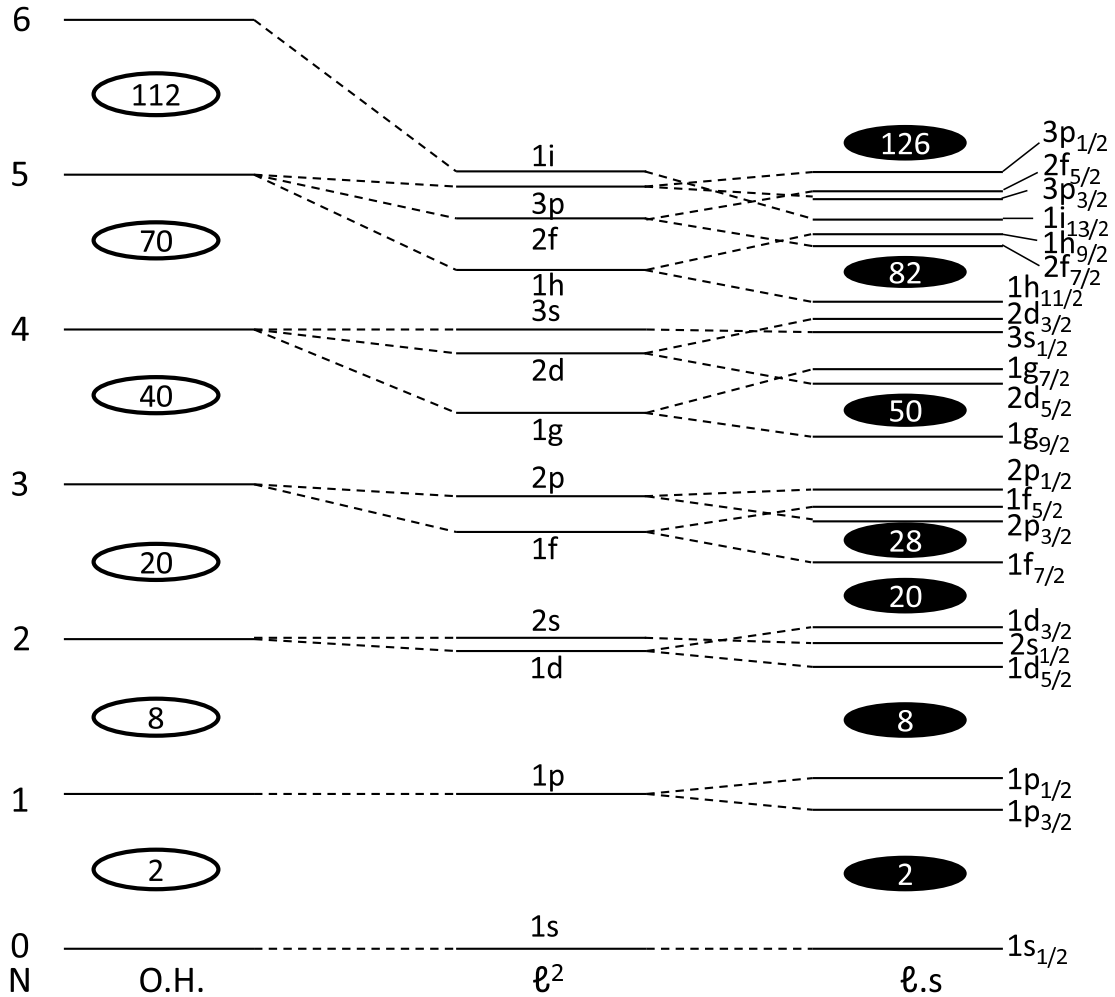 6
112
5
70
4
40
3
20
2
8
1
2
0
N
O.H.
1i
3p
2f
1h
3s
2d
1g
2p
1f
2s
1d
1p
1s
ℓ²
126
82
50
28
20
8
2
ℓ.s
3p1/2
2f5/2
3p3/2
1i13/2
1h9/2
2f7/2
1h11/2
2d3/2
3s1/2
1g7/2
2d5/2
1g9/2
2p1/2
1f5/2
2p3/2
1f7/2
1d3/2
2s1/2
1d5/2
1p1/2
1p3/2
1s1/2